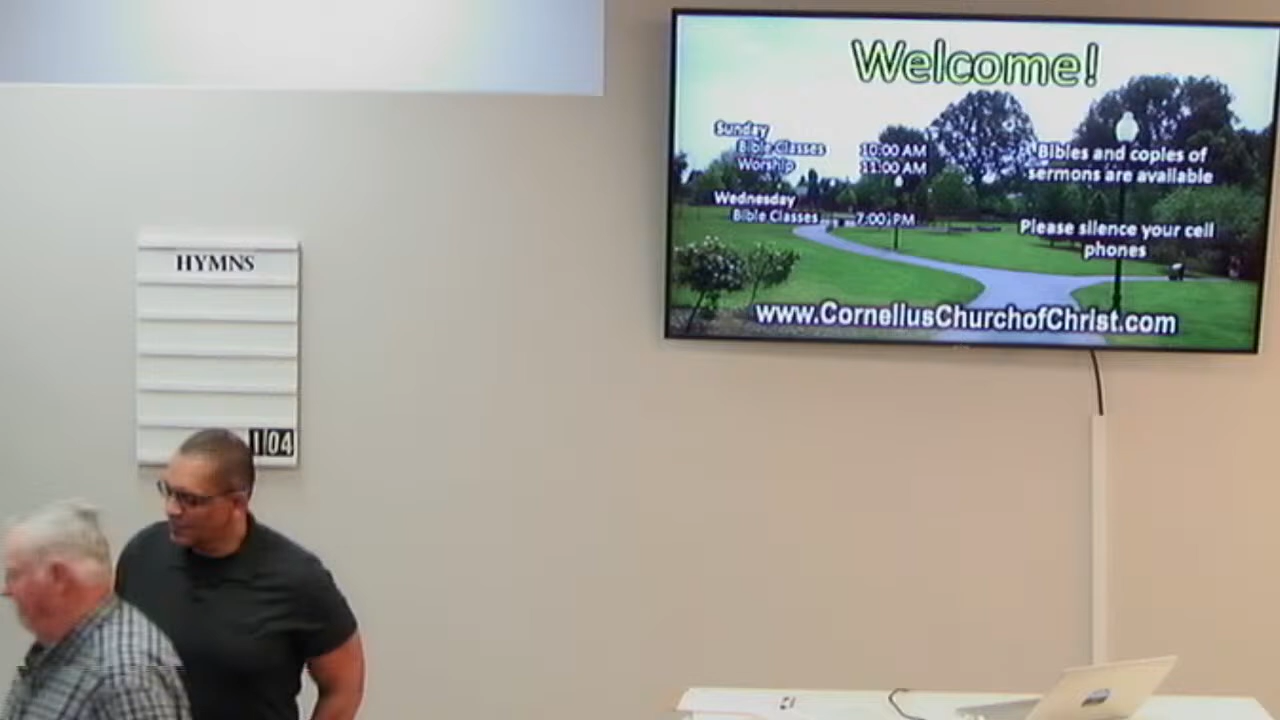 Welcome!
Sunday
Bible Classes 10:00 AM
Worship 11:00 AM
Wednesday
Bible Classes 7:00 PM
Bibles and copies of
sermons are available
Please silence your cell
phones
www.CorneliusChurchofChrist.com
HYMNS
104